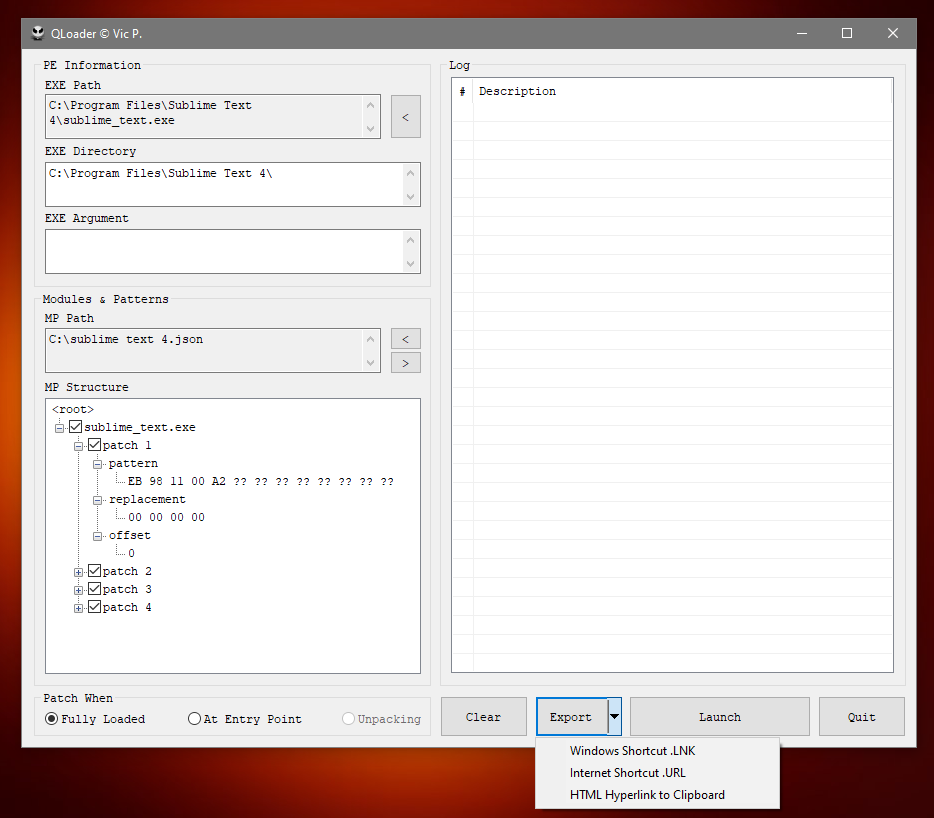 QLoader © Vic P.
PE Information
EXE Path
C:\Program Files\Sublime Text
4\sublime_text.exe
<
EXE Directory
C:\Program Files\Sublime Text 4\
EXE Argument
Modules & Patterns
MP Path
C:\sublime text 4.json
<
>
MP Structure
<root>
sublime_text.exe
patch 1
pattern
EB 98 11 00 A2 ?? ?? ?? ?? ?? ?? ?? ??
replacement
00 00 00 00
offset
0
patch 2
patch 3
patch 4
Patch When
Fully Loaded At Entry Point Unpacking
Log
# Description
Clear Export Launch Quit
Windows Shortcut .LNK
Internet Shortcut .URL
HTML Hyperlink to Clipboard